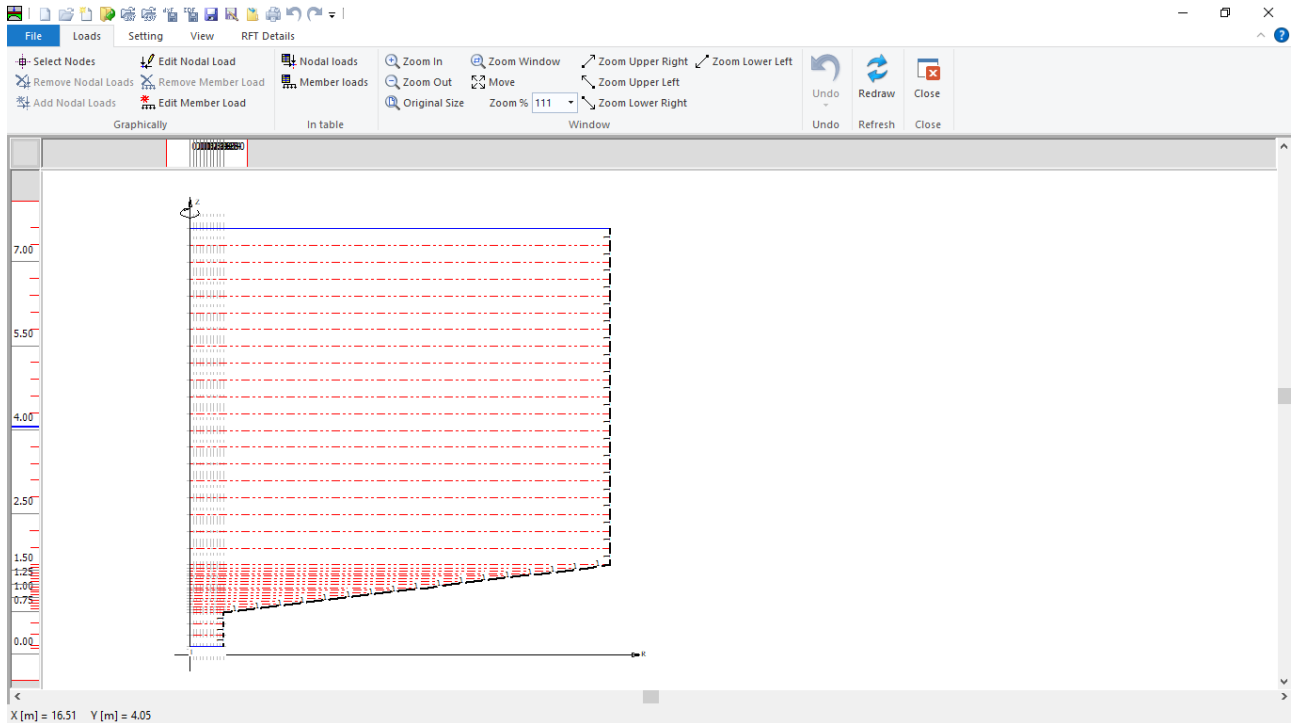 File Loads Setting View RFT Details
Select Nodes Edit Nodal Load Nodal loads Zoom In Zoom Window Zoom Upper Right Zoom Lower Left
Remove Nodal Loads Remove Member Load Member loads Zoom Out Move Zoom Upper Left Undo Redraw Close
Add Nodal Loads Edit Member Load Original Size Zoom % 111 Zoom Lower Right
Graphically In table Window Undo Refresh Close
Z
7.00
5.50
4.00
2.50
1.50
1.25
1.00
0.75
0.00
R
X [m] = 16.51 Y [m] = 4.05